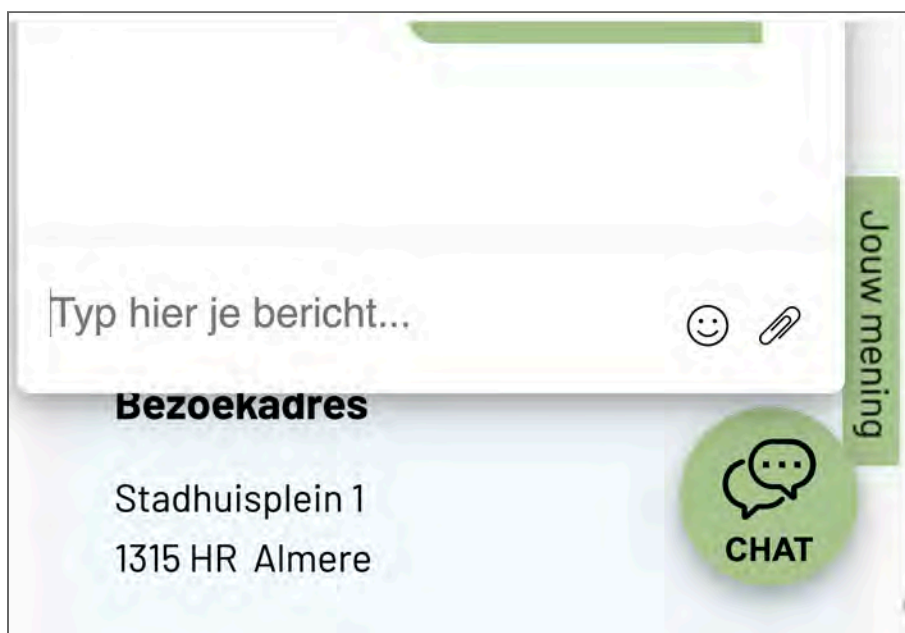 Typ hier je bericht...
Jouw mening
Bezoekadres
Stadhuisplein 1
1315 HR Almere
CHAT